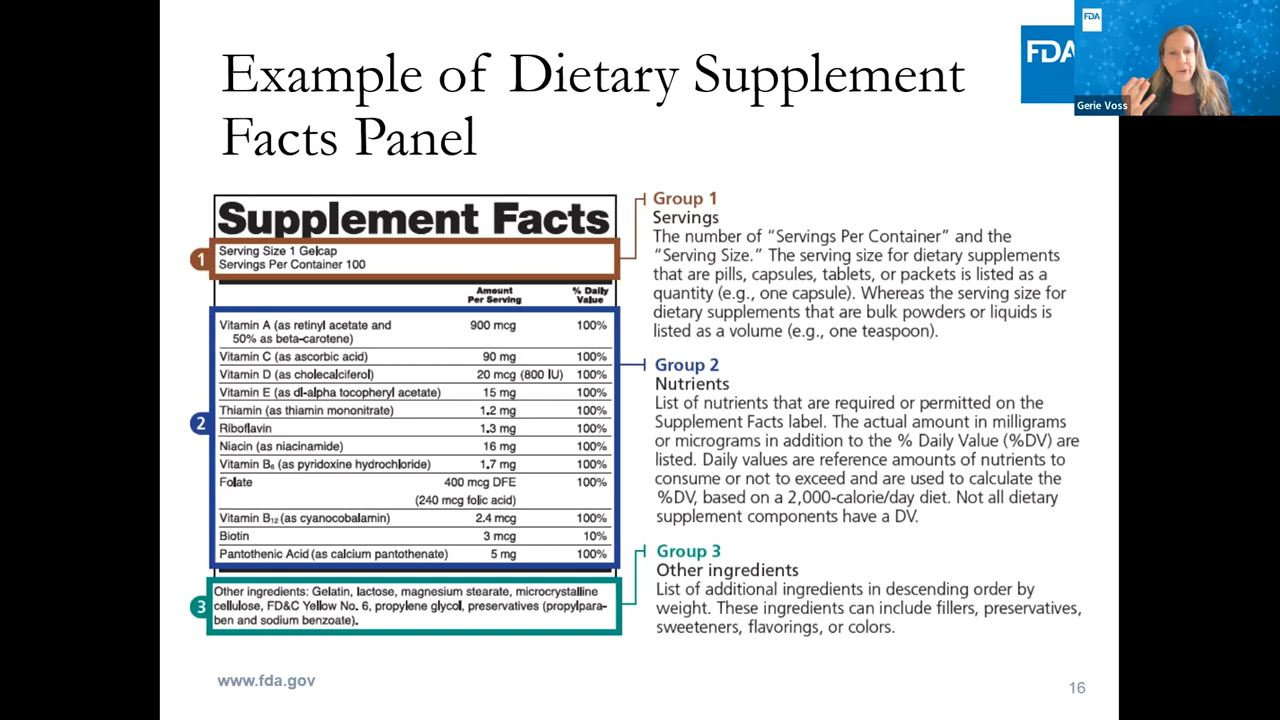 Example of Dietary Supplement
Facts Panel
FDA
FDA
Gerie Voss
Supplement Facts
1
Serving Size 1 Gelcap
Servings Per Container 100
Amount Per Serving % Daily Value
Vitamin A (as retinyl acetate and 900 mcg 100%
50% as beta-carotene)
Vitamin C (as ascorbic acid) 90 mg 100%
Vitamin D (as cholecalciferol) 20 mcg (800 IU) 100%
Vitamin E (as dl-alpha tocopheryl acetate) 15 mg 100%
Thiamin (as thiamin mononitrate) 1.2 mg 100%
Riboflavin 1.3 mg 100%
Niacin (as niacinamide) 16 mg 100%
Vitamin B₆ (as pyridoxine hydrochloride) 1.7 mg 100%
Folate 400 mcg DFE 100%
(240 mcg folic acid)
Vitamin B₁₂ (as cyanocobalamin) 2.4 mcg 100%
Biotin 3 mcg 10%
Pantothenic Acid (as calcium pantothenate) 5 mg 100%
2
3
Other ingredients: Gelatin, lactose, magnesium stearate, microcrystalline
cellulose, FD&C Yellow No. 6, propylene glycol, preservatives (propylpara-
ben and sodium benzoate).
Group 1
Servings
The number of “Servings Per Container” and the
“Serving Size.” The serving size for dietary supplements
that are pills, capsules, tablets, or packets is listed as a
quantity (e.g., one capsule). Whereas the serving size for
dietary supplements that are bulk powders or liquids is
listed as a volume (e.g., one teaspoon).
Group 2
Nutrients
List of nutrients that are required or permitted on the
Supplement Facts label. The actual amount in milligrams
or micrograms in addition to the % Daily Value (%DV) are
listed. Daily values are reference amounts of nutrients to
consume or not to exceed and are used to calculate the
%DV, based on a 2,000-calorie/day diet. Not all dietary
supplement components have a DV.
Group 3
Other ingredients
List of additional ingredients in descending order by
weight. These ingredients can include fillers, preservatives,
sweeteners, flavorings, or colors.
www.fda.gov
16